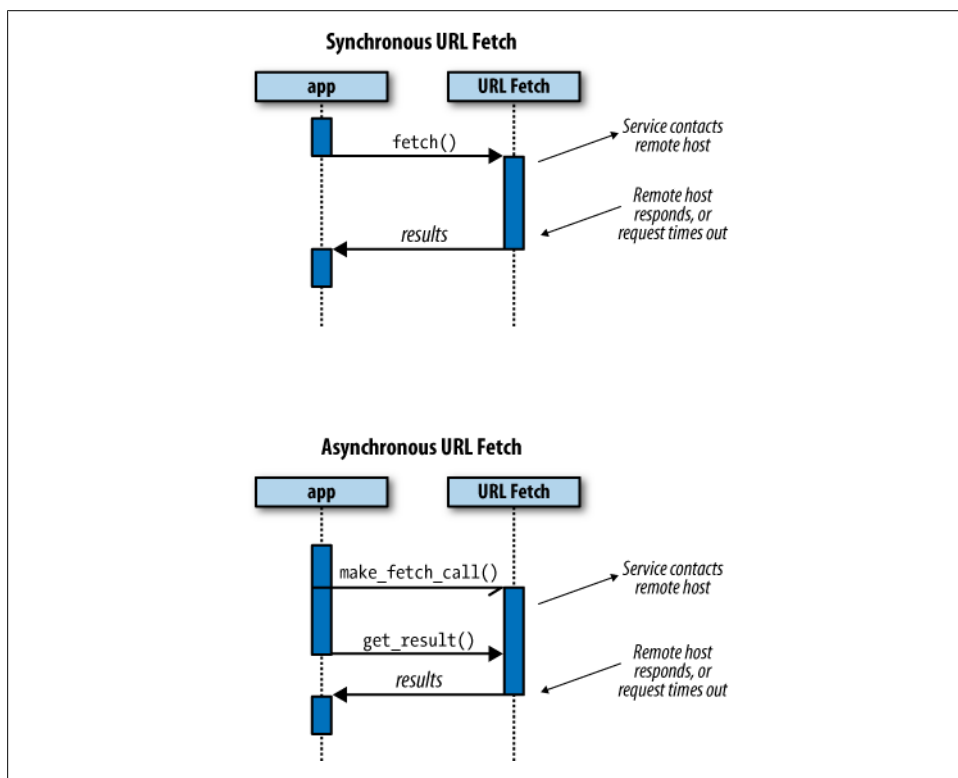 Synchronous URL Fetch
app
URL Fetch
fetch()
Service contacts
remote host
Remote host
responds, or
request times out
results
Asynchronous URL Fetch
app
URL Fetch
make_fetch_call()
Service contacts
remote host
get_result()
Remote host
responds, or
request times out
results